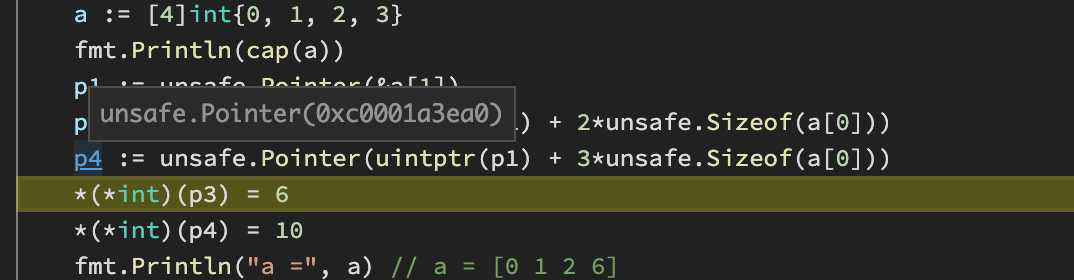 a := [4]int{0, 1, 2, 3}
fmt.Println(cap(a))
p1 := unsafe.Pointer(&a[1])
unsafe.Pointer(0xc0001a3ea0)
p ) + 2*unsafe.Sizeof(a[0]))
p4 := unsafe.Pointer(uintptr(p1) + 3*unsafe.Sizeof(a[0]))
*(*int)(p3) = 6
*(*int)(p4) = 10
fmt.Println("a =", a) // a = [0 1 2 6]